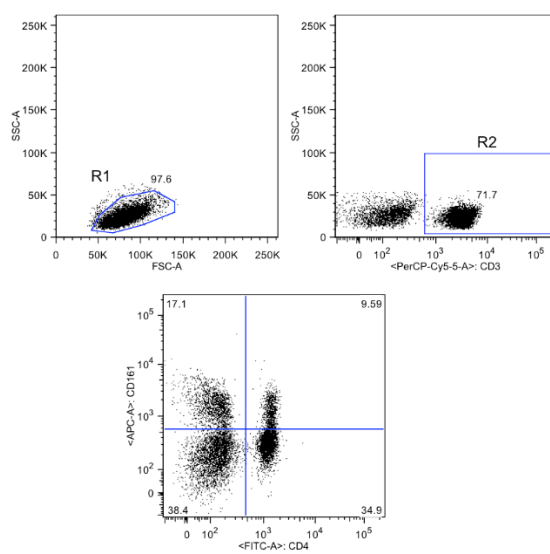 250K
200K
150K
100K
50K
0
SSC-A
R1
97.6
0
50K
100K
150K
200K
250K
FSC-A
250K
200K
150K
100K
50K
0
SSC-A
R2
71.7
0
10²
10³
10⁴
10⁵
<PerCP-Cy5-5-A>: CD3
17.1
9.59
10⁵
10⁴
10³
10²
0
<APC-A>: CD161
38.4
34.9
0
10²
10³
10⁴
10⁵
<FITC-A>: CD4